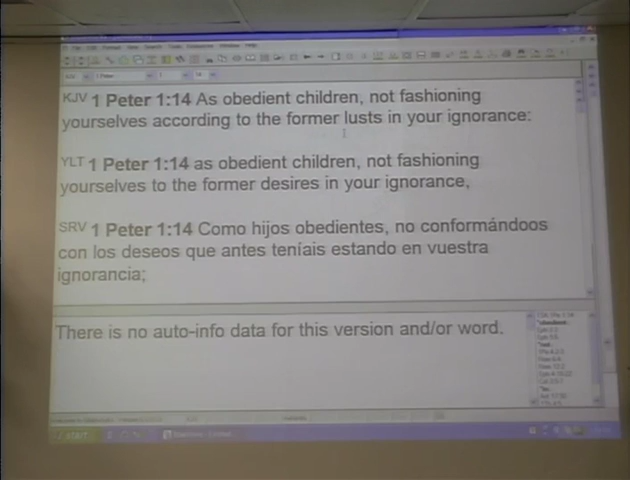 KJV 1 Peter 1:14 As obedient children, not fashioning
yourselves according to the former lusts in your ignorance:
YLT 1 Peter 1:14 as obedient children, not fashioning
yourselves to the former desires in your ignorance,
SRV 1 Peter 1:14 Como hijos obedientes, no conformándoos
con los deseos que antes teníais estando en vuestra
ignorancia;
There is no auto-info data for this version and/or word.